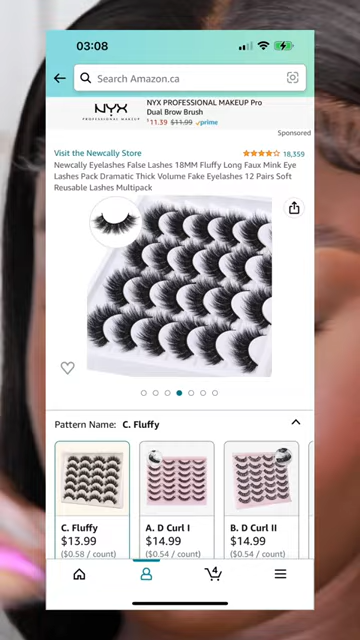 03:08
Search Amazon.ca
NYX
PROFESSIONAL MAKEUP
NYX PROFESSIONAL MAKEUP Pro
Dual Brow Brush
$11.39 $11.99 prime
Sponsored
Visit the Newcally Store
18,359
Newcally Eyelashes False Lashes 18MM Fluffy Long Faux Mink Eye
Lashes Pack Dramatic Thick Volume Fake Eyelashes 12 Pairs Soft
Reusable Lashes Multipack
Pattern Name: C. Fluffy
C. Fluffy
$13.99
($0.58 / count)
A. D Curl I
$14.99
($0.54 / count)
B. D Curl II
$14.99
($0.54 / count)
4